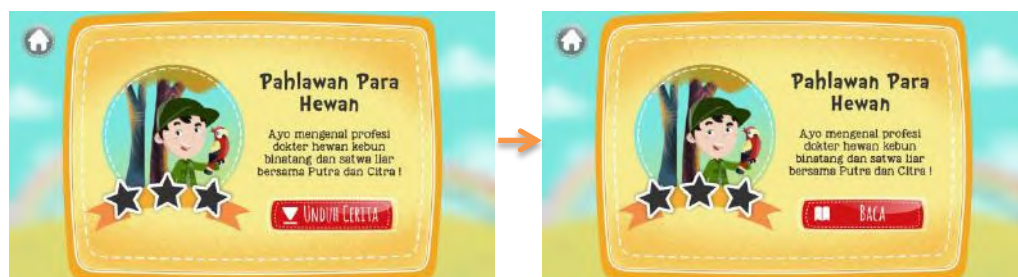 Pahlawan Para
Hewan
Ayo mengenal profesi
dokter hewan kebun
binatang dan satwa liar
bersama Putra dan Citra !
UNDUH CERITA
Pahlawan Para
Hewan
Ayo mengenal profesi
dokter hewan kebun
binatang dan satwa liar
bersama Putra dan Citra !
BACA